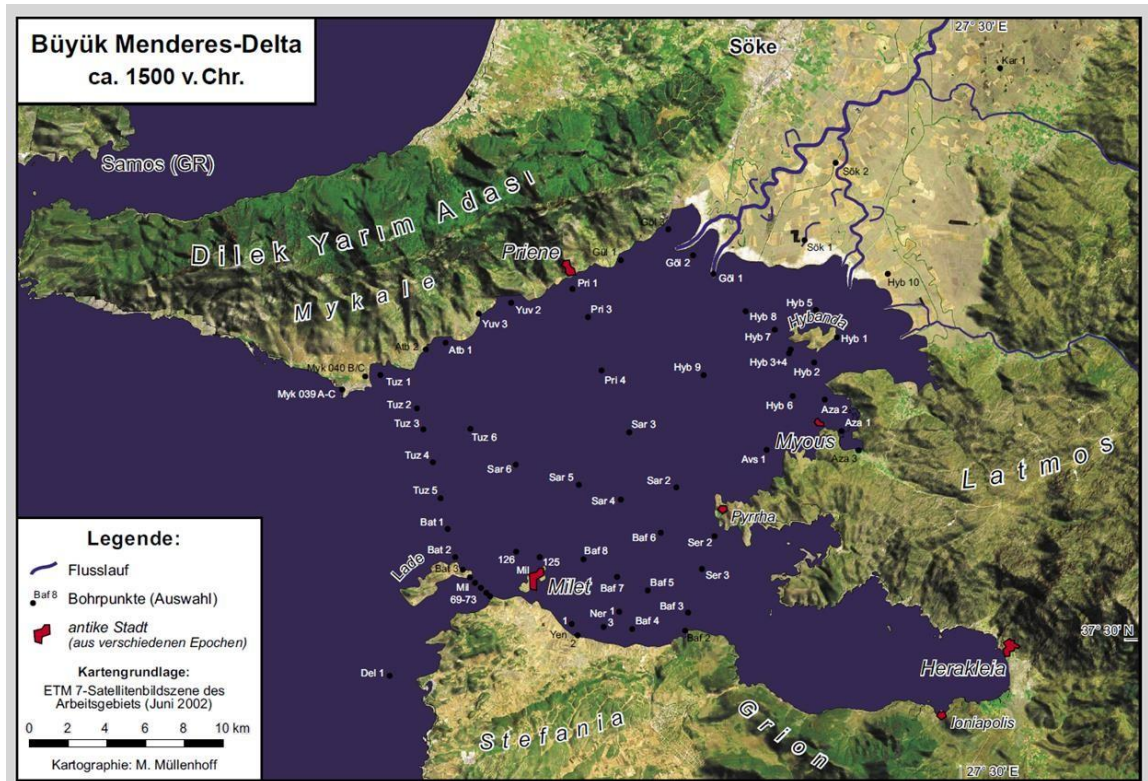 Büyük Menderes-Delta
ca. 1500 v. Chr.
27° 30' E
Söke
Kar 1
Samos (GR)
Sök 2
Dilek Yarım Adası
Priene
Göl 3
Göl 1
Göl 2
Göl 1
Sök 1
Hyb 10
Mykale
Pri 1
Yuv 2
Yuv 3
Pri 3
Hyb 5
Hyb 8
Hybanda
Hyb 7
Hyb 1
Atb 2
Atb 1
Hyb 3+4
Hyb 2
Myk 040 B/C
Myk 039 A-C
Tuz 1
Pri 4
Hyb 9
Tuz 2
Hyb 6
Aza 2
Tuz 3
Tuz 6
Sar 3
Aza 1
Myous
Avs 1
Aza 3
Tuz 4
Sar 6
Latmos
Sar 5
Sar 2
Tuz 5
Sar 4
Pyrrha
Bat 1
Baf 6
Ser 2
Bat 2
126
125
Baf 8
Lade
Bat 3
Mil
Milet
Ser 3
Mil
69-73
Baf 7
Baf 5
Ner 1
3
Baf 3
1
Yen
2
Baf 4
Baf 2
37° 30' N
Herakleia
Del 1
Ioniapolis
Stefania
Grion
27° 30' E
Legende:
Flusslauf
Baf 8
Bohrpunkte (Auswahl)
antike Stadt
(aus verschiedenen Epochen)
Kartengrundlage:
ETM 7-Satellitenbildszene des
Arbeitsgebiets (Juni 2002)
0 2 4 6 8 10 km
Kartographie: M. Müllenhoff